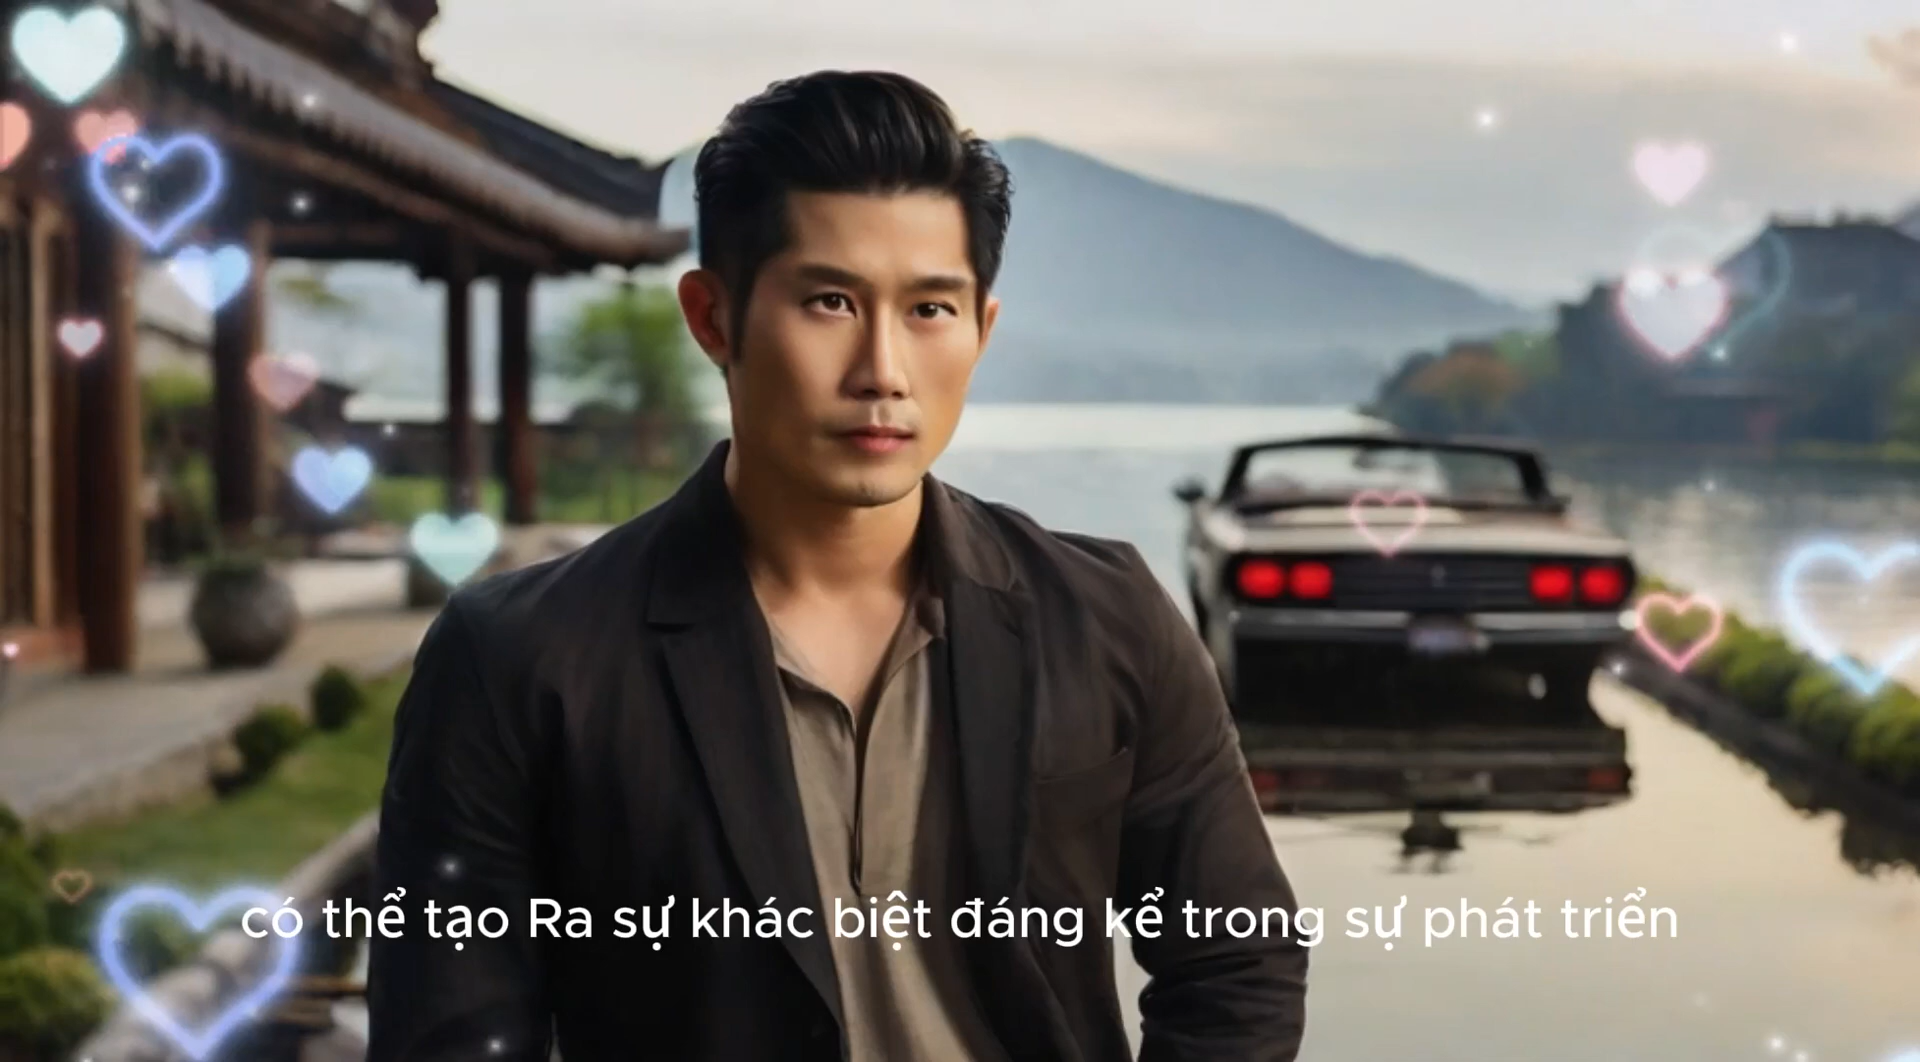 có thể tạo Ra sự khác biệt đáng kể trong sự phát triển